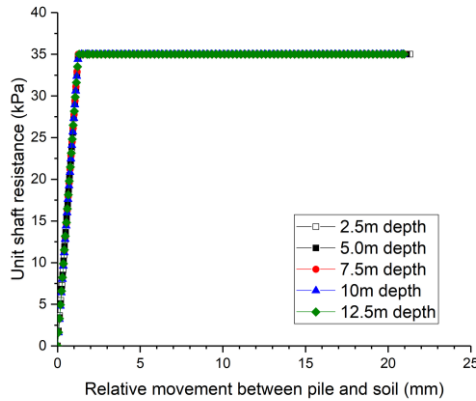 Unit shaft resistance (kPa)
40
35
30
25
20
15
10
5
0
2.5m depth
5.0m depth
7.5m depth
10m depth
12.5m depth
0 5 10 15 20 25
Relative movement between pile and soil (mm)